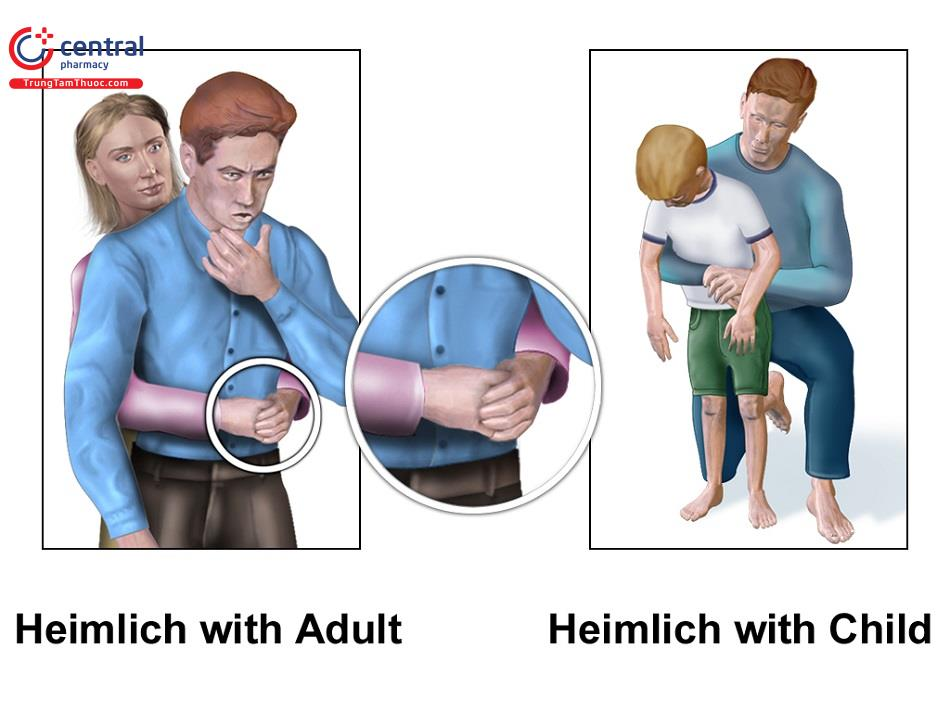 central
pharmacy
TrungTamThuoc.com
Heimlich with Adult
Heimlich with Child